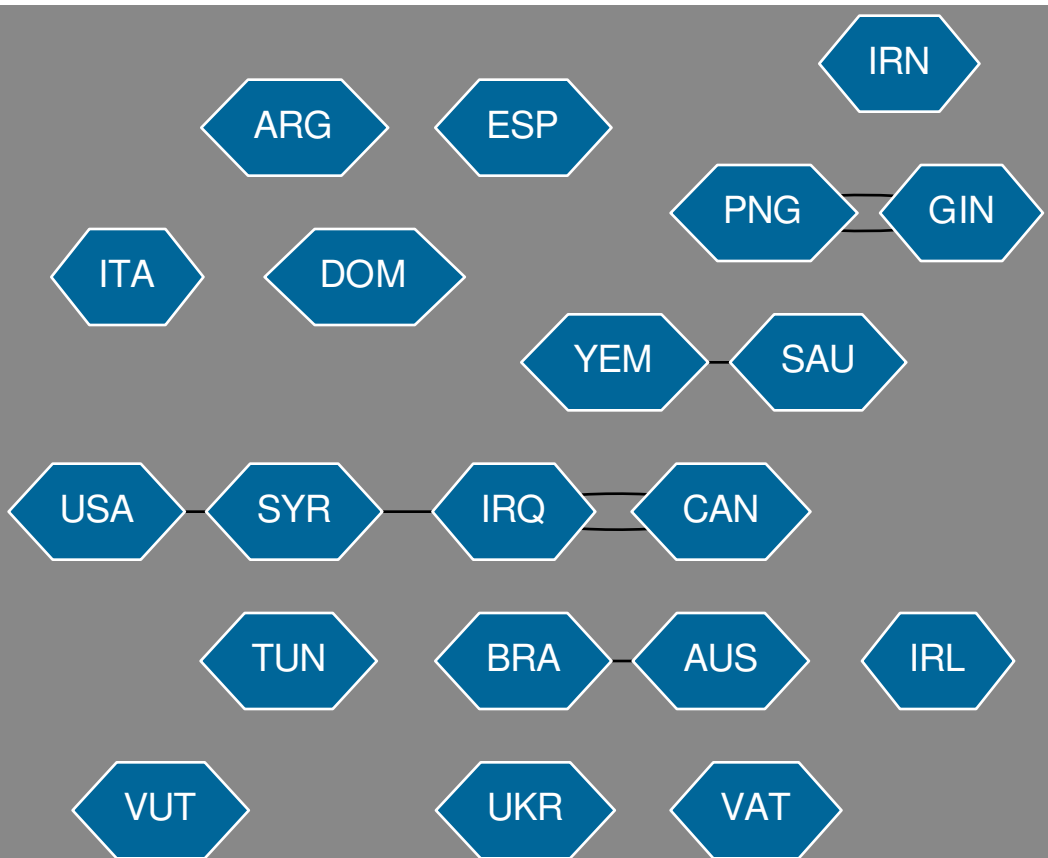 IRN
ARG ESP
PNG GIN
ITA DOM
YEM SAU
USA SYR IRQ CAN
TUN BRA AUS IRL
VUT UKR VAT